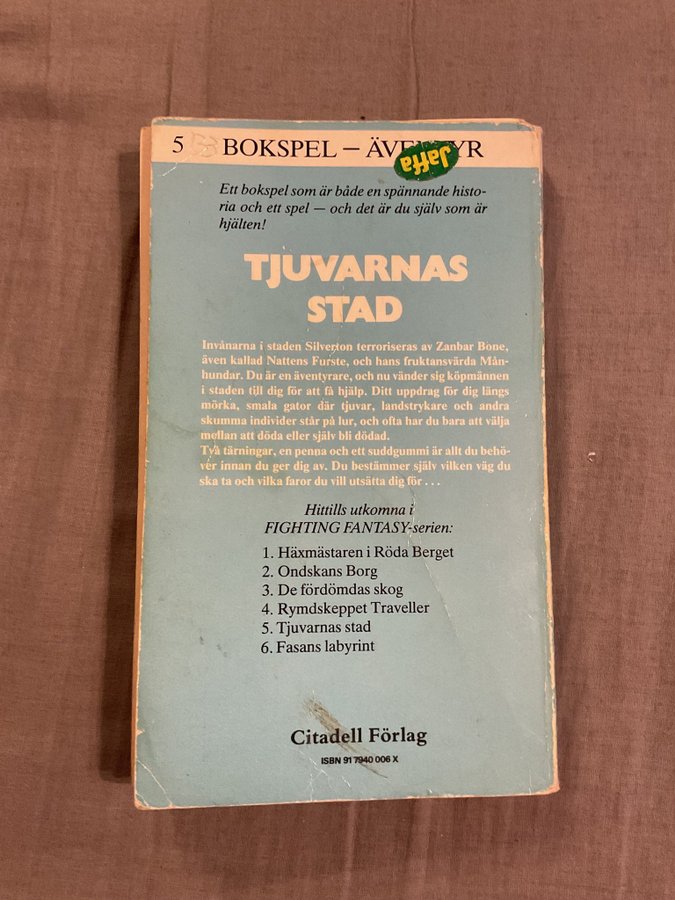 5 BOKSPEL – ÄVENTYR
Jaffa
Ett bokspel som är både en spännande histo-
ria och ett spel – och det är du själv som är
hjälten!
TJUVARNAS
STAD
Invånarna i staden Silverton terroriseras av Zanbar Bone,
även kallad Nattens Furste, och hans fruktansvärda Mån-
hundar. Du är en äventyrare, och nu vänder sig köpmännen
i staden till dig för att få hjälp. Ditt uppdrag för dig längs
mörka, smala gator där tjuvar, landstrykare och andra
skumma individer står på lur, och ofta har du bara att välja
mellan att döda eller själv bli dödad.
Två tärningar, en penna och ett suddgummi är allt du behö-
ver innan du ger dig av. Du bestämmer själv vilken väg du
ska ta och vilka faror du vill utsätta dig för . . .
Hittills utkomna i
FIGHTING FANTASY-serien:
1. Häxmästaren i Röda Berget
2. Ondskans Borg
3. De fördömdas skog
4. Rymdskeppet Traveller
5. Tjuvarnas stad
6. Fasans labyrint
Citadell Förlag
ISBN 91 7940 006 X